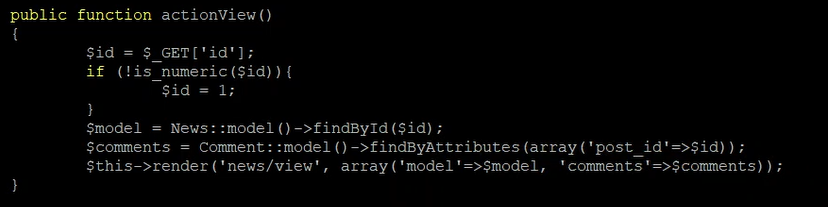 public function actionView()
{
        $id = $_GET['id'];
        if (!is_numeric($id)){
                $id = 1;
        }
        $model = News::model()->findById($id);
        $comments = Comment::model()->findByAttributes(array('post_id'=>$id));
        $this->render('news/view', array('model'=>$model, 'comments'=>$comments));
}